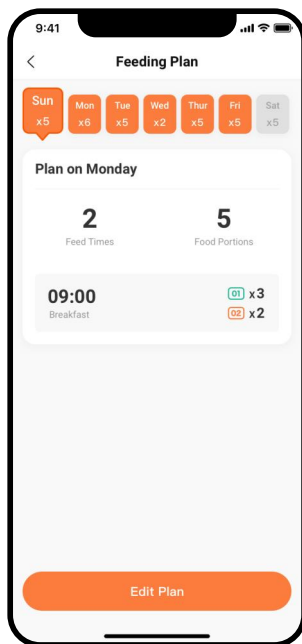 9:41
Feeding Plan
Sun Mon Tue Wed Thur Fri Sat
x5 x6 x5 x2 x5 x5 x5
Plan on Monday
2 5
Feed Times Food Portions
09:00 01 x3
Breakfast 02 x2
Edit Plan